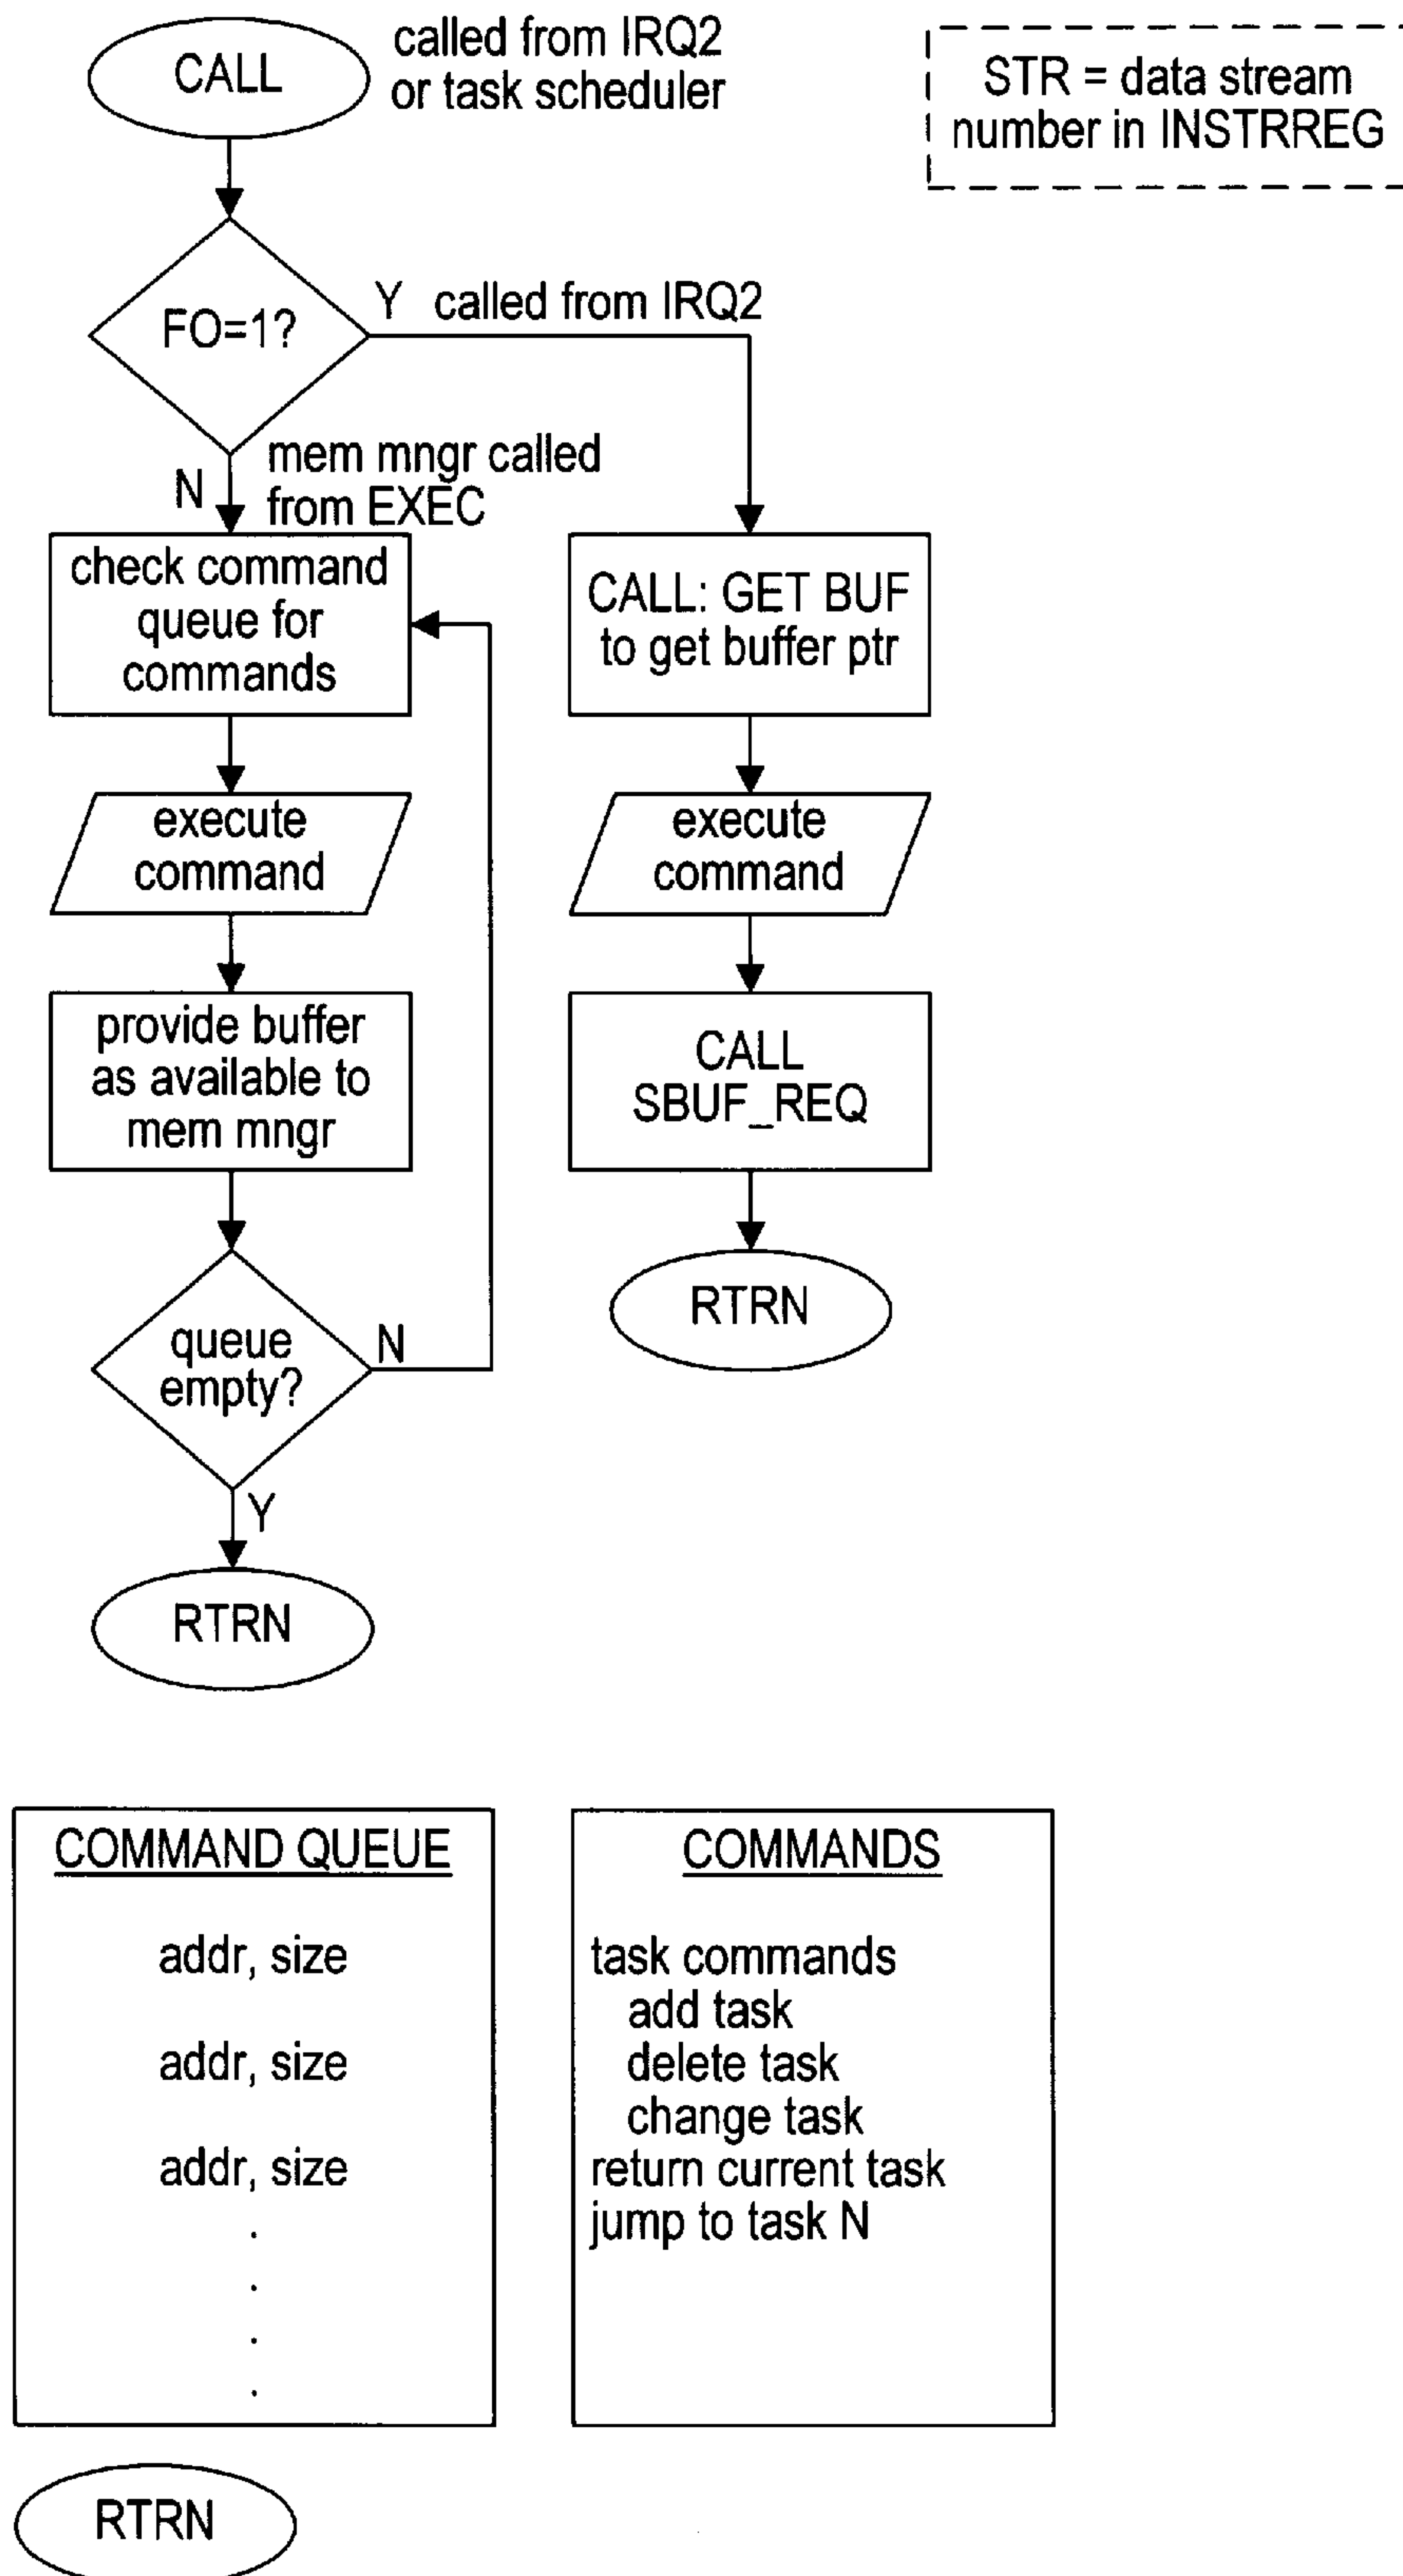 CALL
called from IRQ2
or task scheduler
STR = data stream
number in INSTRREG
FO=1?
Y called from IRQ2
N
mem mngr called
from EXEC
check command
queue for
commands
CALL: GET BUF
to get buffer ptr
execute
command
execute
command
provide buffer
as available to
mem mngr
CALL
SBUF_REQ
queue
empty?
N
RTRN
Y
RTRN
COMMAND QUEUE
addr, size
addr, size
addr, size
.
.
.
.
COMMANDS
task commands
add task
delete task
change task
return current task
jump to task N
RTRN